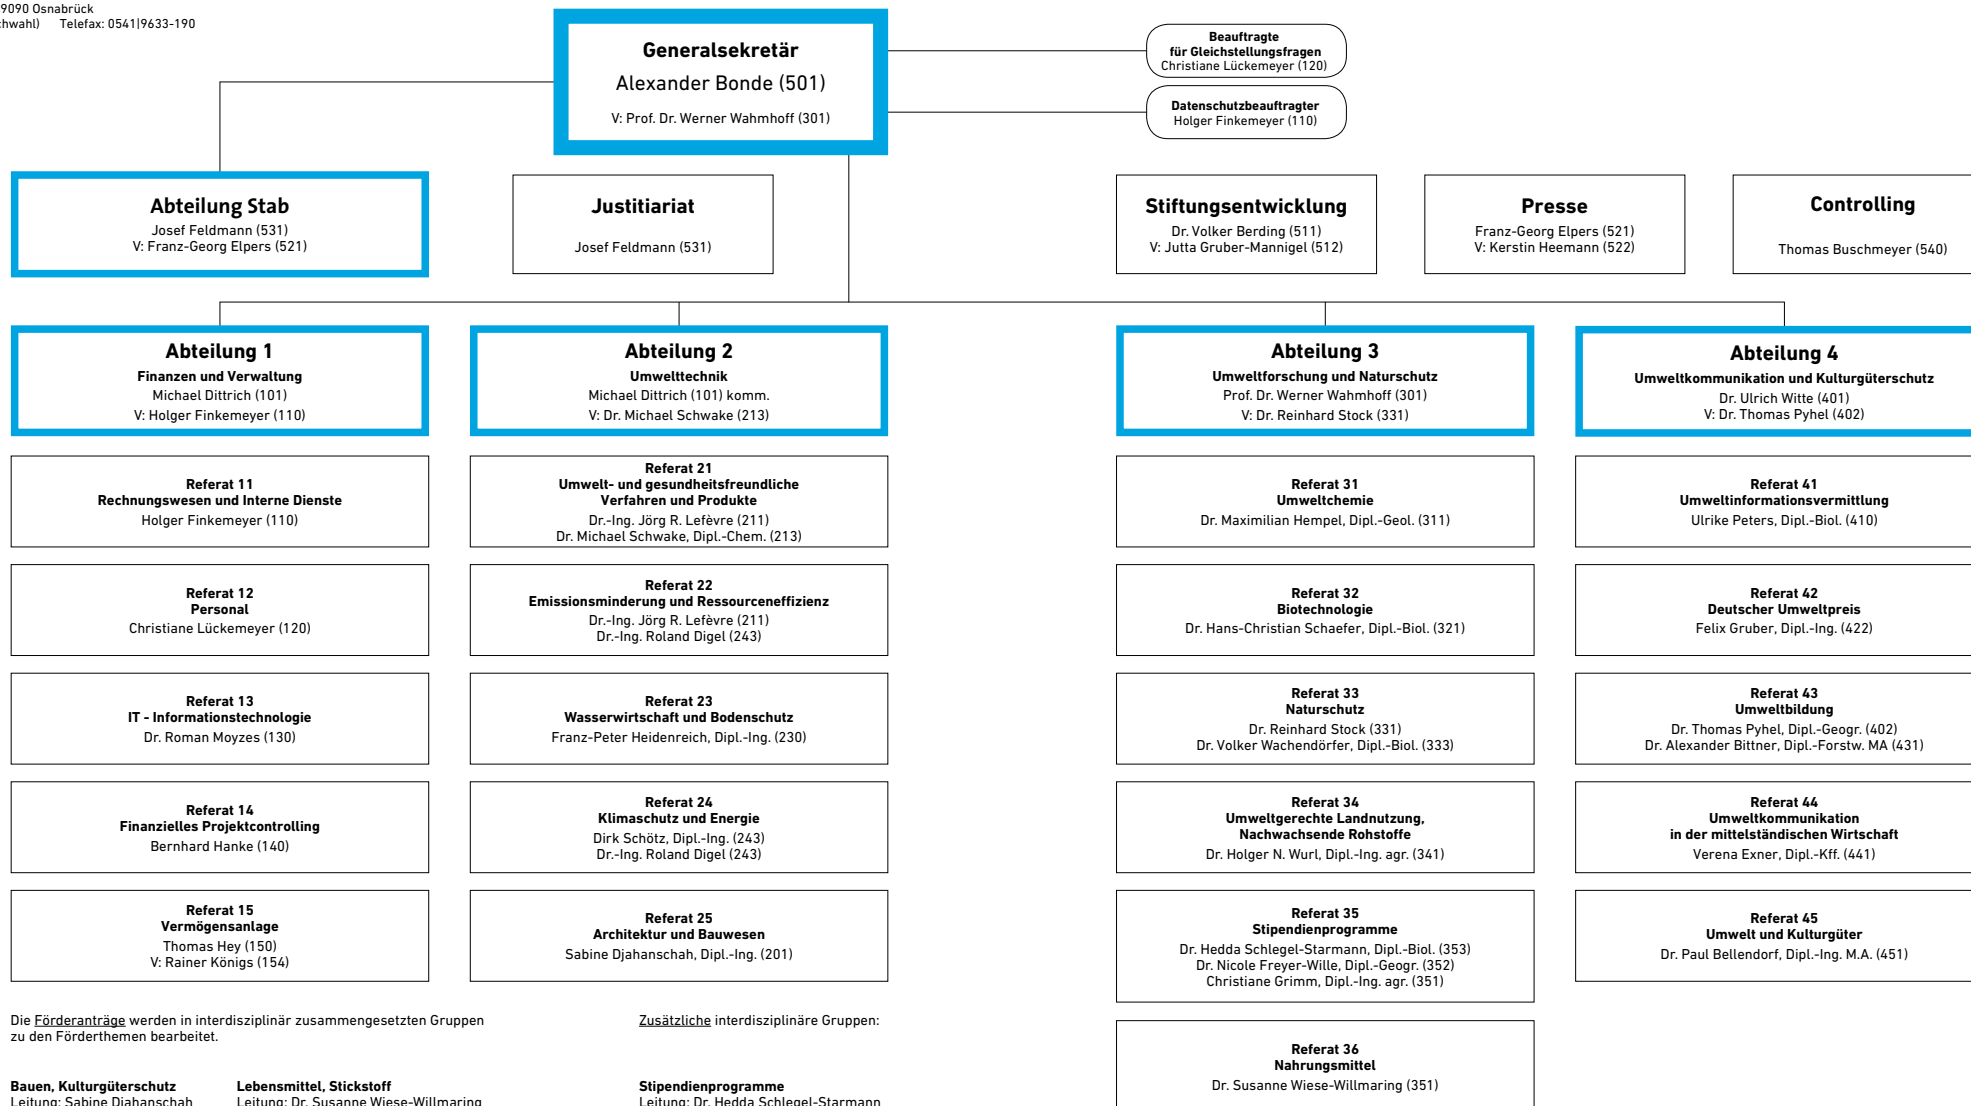 9090 Osnabrück
hwahl) Telefax: 0541|9633-190
Generalsekretär
Alexander Bonde (501)
V: Prof. Dr. Werner Wahmhoff (301)
Beauftragte
für Gleichstellungsfragen
Christiane Lückemeyer (120)
Datenschutzbeauftragter
Holger Finkemeyer (110)
Abteilung Stab
Josef Feldmann (531)
V: Franz-Georg Elpers (521)
Justitiariat
Josef Feldmann (531)
Stiftungsentwicklung
Dr. Volker Berding (511)
V: Jutta Gruber-Mannigel (512)
Presse
Franz-Georg Elpers (521)
V: Kerstin Heemann (522)
Controlling
Thomas Buschmeyer (540)
Abteilung 1
Finanzen und Verwaltung
Michael Dittrich (101)
V: Holger Finkemeyer (110)
Referat 11
Rechnungswesen und Interne Dienste
Holger Finkemeyer (110)
Referat 12
Personal
Christiane Lückemeyer (120)
Referat 13
IT - Informationstechnologie
Dr. Roman Moyzes (130)
Referat 14
Finanzielles Projektcontrolling
Bernhard Hanke (140)
Referat 15
Vermögensanlage
Thomas Hey (150)
V: Rainer Königs (154)
Abteilung 2
Umwelttechnik
Michael Dittrich (101) komm.
V: Dr. Michael Schwake (213)
Referat 21
Umwelt- und gesundheitsfreundliche
Verfahren und Produkte
Dr.-Ing. Jörg R. Lefèvre (211)
Dr. Michael Schwake, Dipl.-Chem. (213)
Referat 22
Emissionsminderung und Ressourceneffizienz
Dr.-Ing. Jörg R. Lefèvre (211)
Dr.-Ing. Roland Digel (243)
Referat 23
Wasserwirtschaft und Bodenschutz
Franz-Peter Heidenreich, Dipl.-Ing. (230)
Referat 24
Klimaschutz und Energie
Dirk Schötz, Dipl.-Ing. (243)
Dr.-Ing. Roland Digel (243)
Referat 25
Architektur und Bauwesen
Sabine Djahanschah, Dipl.-Ing. (201)
Abteilung 3
Umweltforschung und Naturschutz
Prof. Dr. Werner Wahmhoff (301)
V: Dr. Reinhard Stock (331)
Referat 31
Umweltchemie
Dr. Maximilian Hempel, Dipl.-Geol. (311)
Referat 32
Biotechnologie
Dr. Hans-Christian Schaefer, Dipl.-Biol. (321)
Referat 33
Naturschutz
Dr. Reinhard Stock (331)
Dr. Volker Wachendörfer, Dipl.-Biol. (333)
Referat 34
Umweltgerechte Landnutzung,
Nachwachsende Rohstoffe
Dr. Holger N. Wurl, Dipl.-Ing. agr. (341)
Referat 35
Stipendienprogramme
Dr. Hedda Schlegel-Starmann, Dipl.-Biol. (353)
Dr. Nicole Freyer-Wille, Dipl.-Geogr. (352)
Christiane Grimm, Dipl.-Ing. agr. (351)
Referat 36
Nahrungsmittel
Dr. Susanne Wiese-Willmaring (351)
Abteilung 4
Umweltkommunikation und Kulturgüterschutz
Dr. Ulrich Witte (401)
V: Dr. Thomas Pyhel (402)
Referat 41
Umweltinformationsvermittlung
Ulrike Peters, Dipl.-Biol. (410)
Referat 42
Deutscher Umweltpreis
Felix Gruber, Dipl.-Ing. (422)
Referat 43
Umweltbildung
Dr. Thomas Pyhel, Dipl.-Geogr. (402)
Dr. Alexander Bittner, Dipl.-Forstw. MA (431)
Referat 44
Umweltkommunikation
in der mittelständischen Wirtschaft
Verena Exner, Dipl.-Kff. (441)
Referat 45
Umwelt und Kulturgüter
Dr. Paul Bellendorf, Dipl.-Ing. M.A. (451)
Die Förderanträge werden in interdisziplinär zusammengesetzten Gruppen
zu den Förderthemen bearbeitet.
Zusätzliche interdisziplinäre Gruppen:
Bauen, Kulturgüterschutz
Leitung: Sabine Djahanschah
Lebensmittel, Stickstoff
Leitung: Dr. Susanne Wiese-Willmaring
Stipendienprogramme
Leitung: Dr. Hedda Schlegel-Starmann